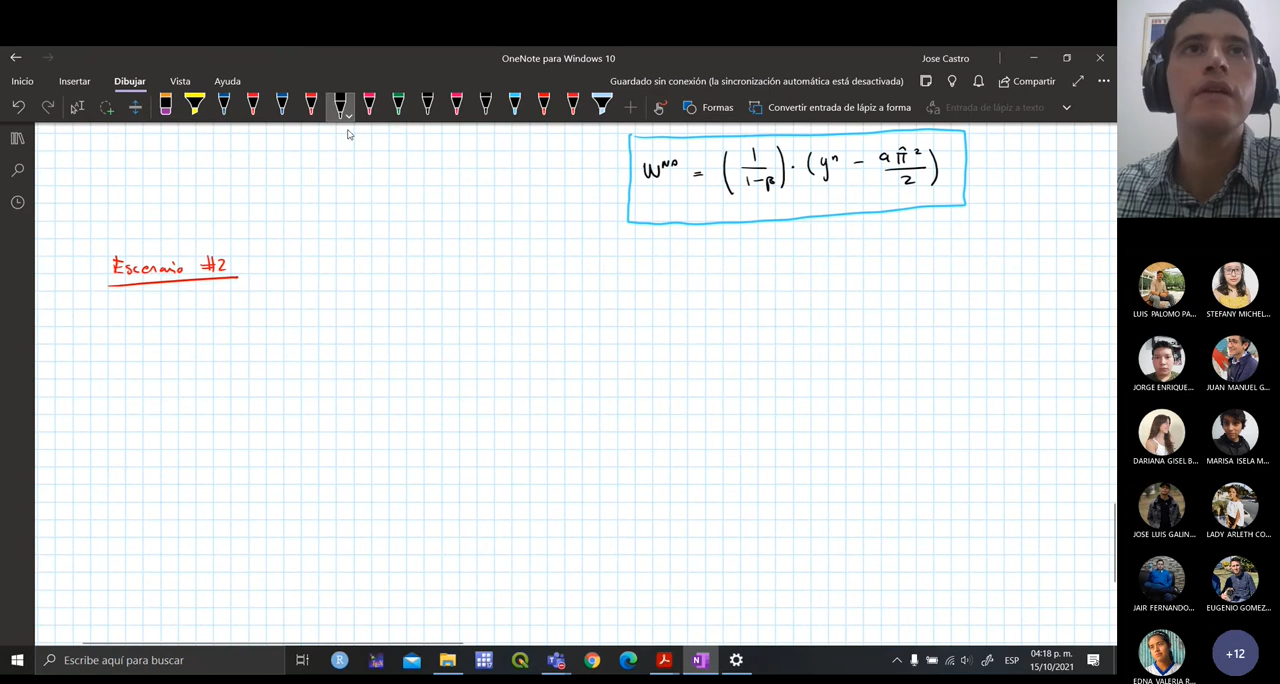 OneNote para Windows 10
Jose Castro
Inicio
Insertar
Dibujar
Vista
Ayuda
Guardado sin conexión (la sincronización automática está desactivada)
Compartir
Formas
Convertir entrada de lápiz a forma
Entrada de lápiz a texto
W^{ND} = (1/(1-β)) · (y^n - aπ̂²/2)
Escenario #2
LUIS PALOMO PA...
STEFANY MICHEL...
JORGE ENRIQUE...
JUAN MANUEL G...
DARIANA GISEL B...
MARISA ISELA M...
JOSE LUIS GALIN...
LADY ARLETH CO...
JAIR FERNANDO...
EUGENIO GOMEZ...
EDNA VALERIA R...
+12
Escribe aquí para buscar
ESP
04:18 p. m.
15/10/2021